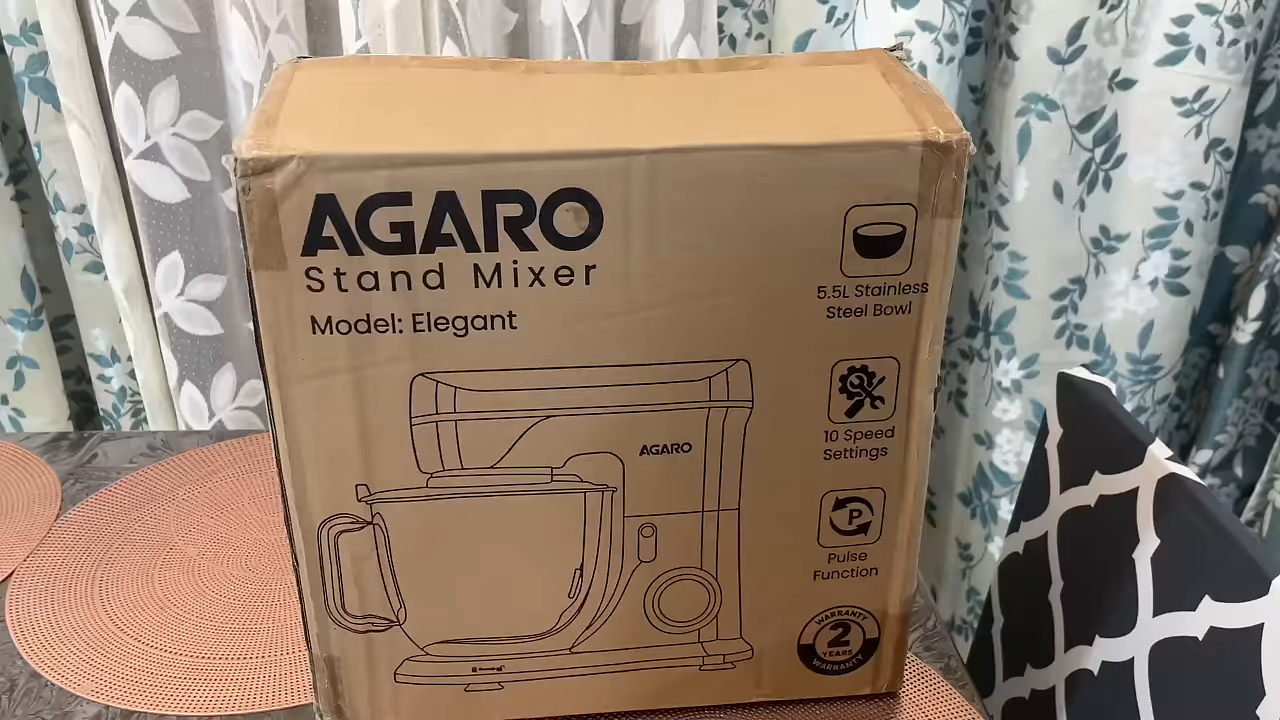 AGARO
Stand Mixer
Model: Elegant
5.5L Stainless
Steel Bowl
10 Speed
Settings
P
Pulse
Function
AGARO
WARRANTY
2
YEARS
WARRANTY